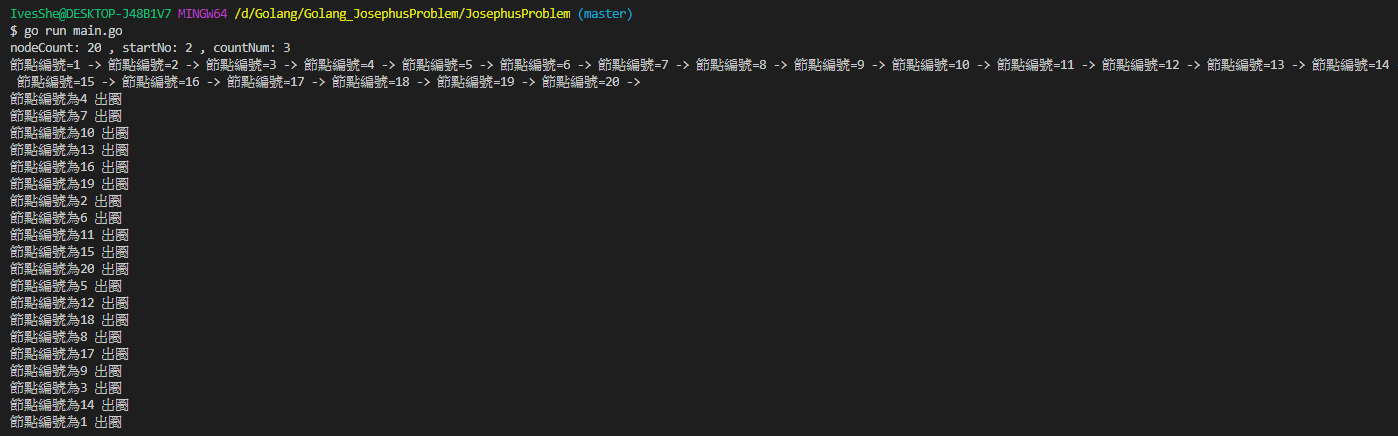 IvesShe@DESKTOP-J48B1V7 MINGW64 /d/Golang/Golang_JosephusProblem/JosephusProblem (master)
$ go run main.go
nodeCount: 20 , startNo: 2 , countNum: 3
節點編號=1 -> 節點編號=2 -> 節點編號=3 -> 節點編號=4 -> 節點編號=5 -> 節點編號=6 -> 節點編號=7 -> 節點編號=8 -> 節點編號=9 -> 節點編號=10 -> 節點編號=11 -> 節點編號=12 -> 節點編號=13 -> 節點編號=14 -
 節點編號=15 -> 節點編號=16 -> 節點編號=17 -> 節點編號=18 -> 節點編號=19 -> 節點編號=20 ->
節點編號為4 出圈
節點編號為7 出圈
節點編號為10 出圈
節點編號為13 出圈
節點編號為16 出圈
節點編號為19 出圈
節點編號為2 出圈
節點編號為6 出圈
節點編號為11 出圈
節點編號為15 出圈
節點編號為20 出圈
節點編號為5 出圈
節點編號為12 出圈
節點編號為18 出圈
節點編號為8 出圈
節點編號為17 出圈
節點編號為9 出圈
節點編號為3 出圈
節點編號為14 出圈
節點編號為1 出圈